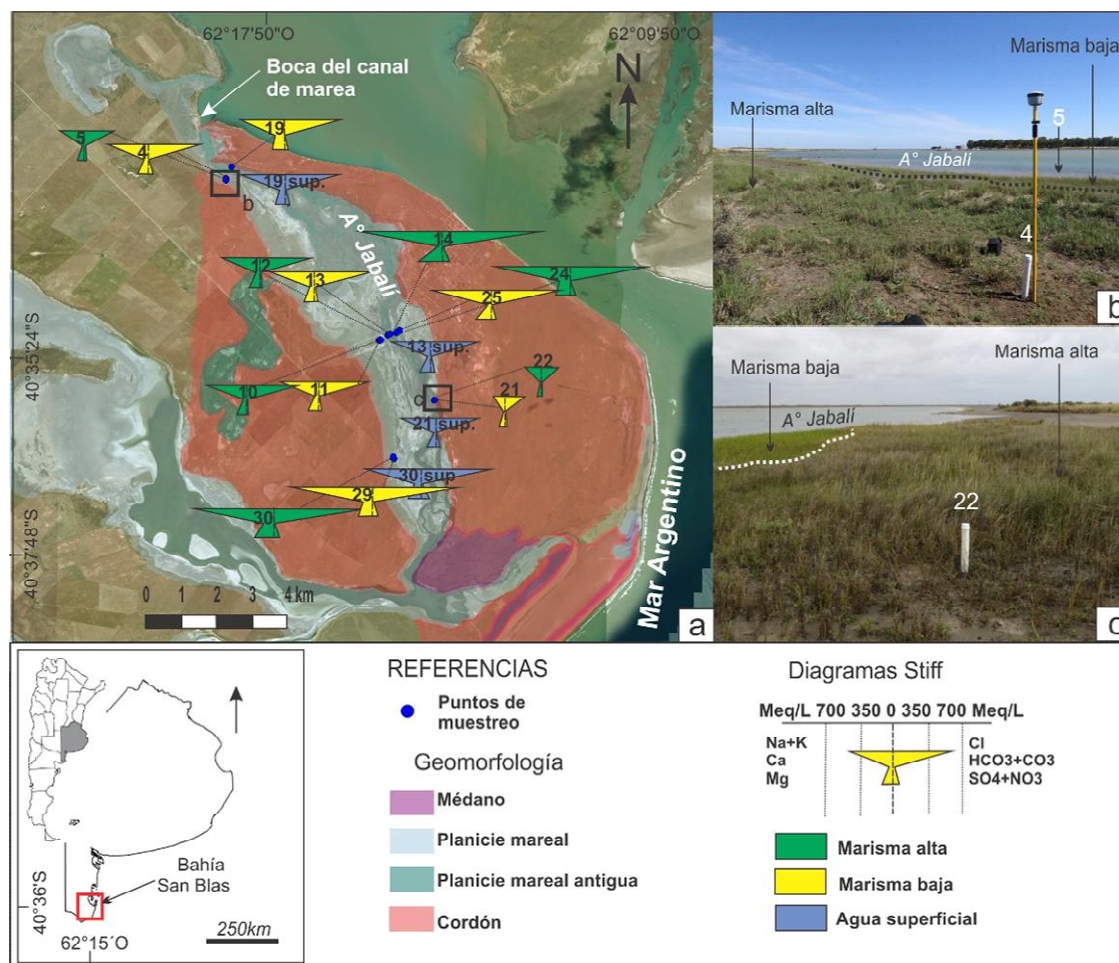 62°17'50"O
62°09'50"O
Boca del canal
de marea
N
5
4
19
19 sup.
b
A° Jabalí
14
12
13
24
25
40°35'24"S
13 sup.
22
10
11
c
21
21 sup.
30 sup
29
30
40°37'48"S
0 1 2 3 4 km
Mar Argentino
a
Marisma baja
Marisma alta
5
A° Jabalí
4
b
Marisma baja
Marisma alta
A° Jabalí
22
c
Bahía
San Blas
40°36'S
62°15´O
250km
REFERENCIAS
Puntos de
muestreo
Geomorfología
Médano
Planicie mareal
Planicie mareal antigua
Cordón
Diagramas Stiff
Meq/L 700 350 0 350 700 Meq/L
Na+K Cl
Ca HCO3+CO3
Mg SO4+NO3
Marisma alta
Marisma baja
Agua superficial